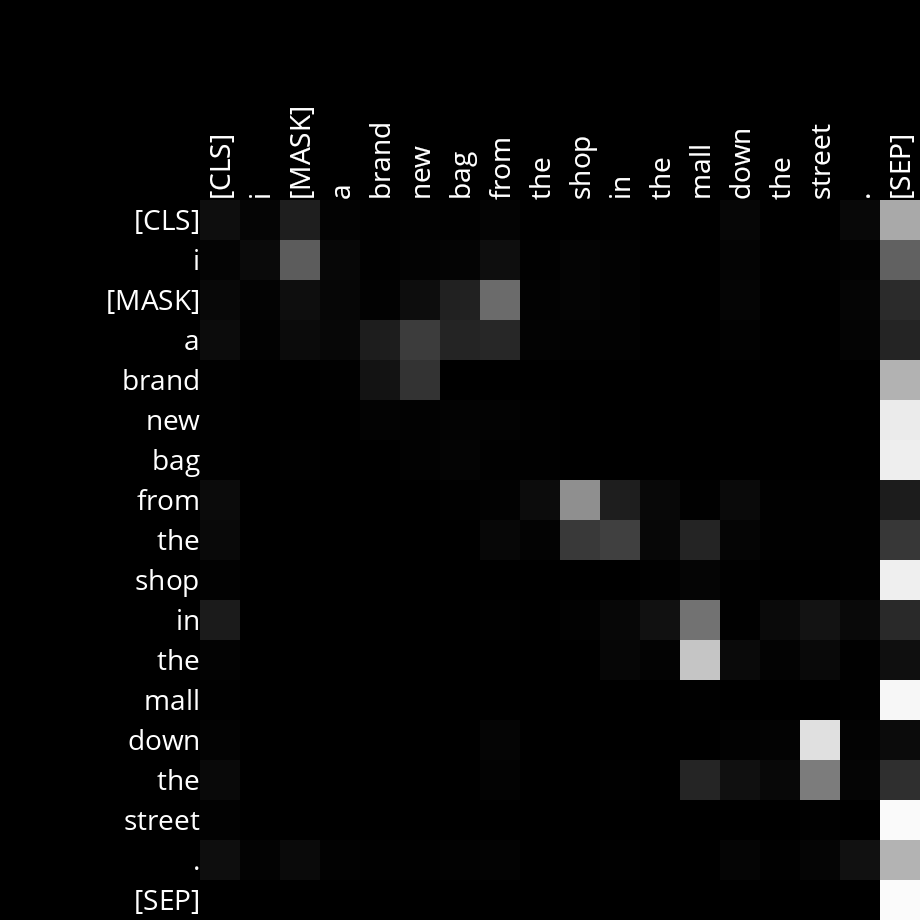 [CLS] i [MASK] a brand new bag from the shop in the mall down the street . [SEP]
[CLS]
i
[MASK]
a
brand
new
bag
from
the
shop
in
the
mall
down
the
street
.
[SEP]